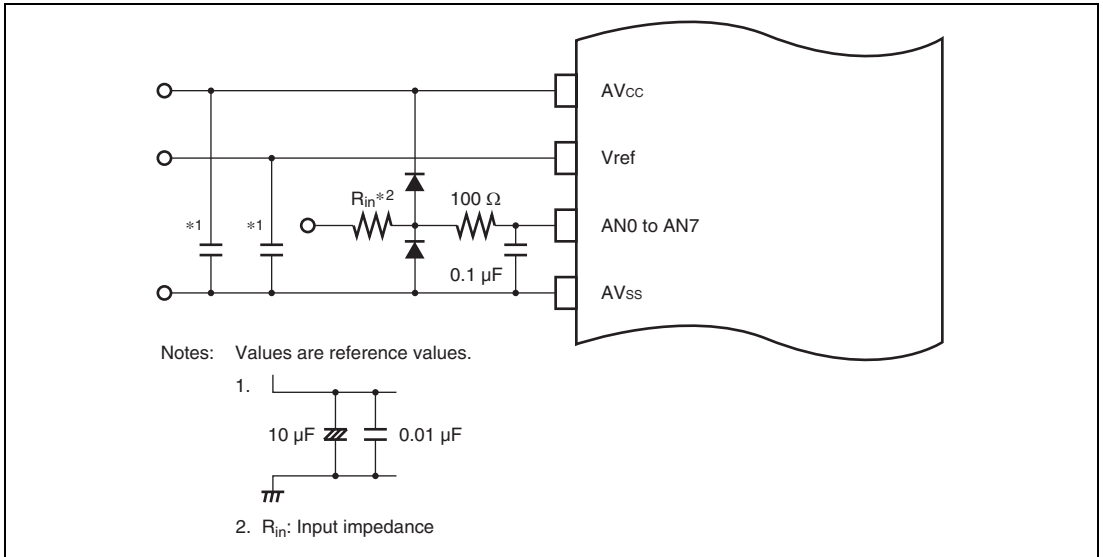 AVCC
Vref
Rin*2 100 Ω
*1 *1 AN0 to AN7
0.1 µF
AVSS
Notes: Values are reference values.
1.
10 µF 0.01 µF
2. Rin: Input impedance